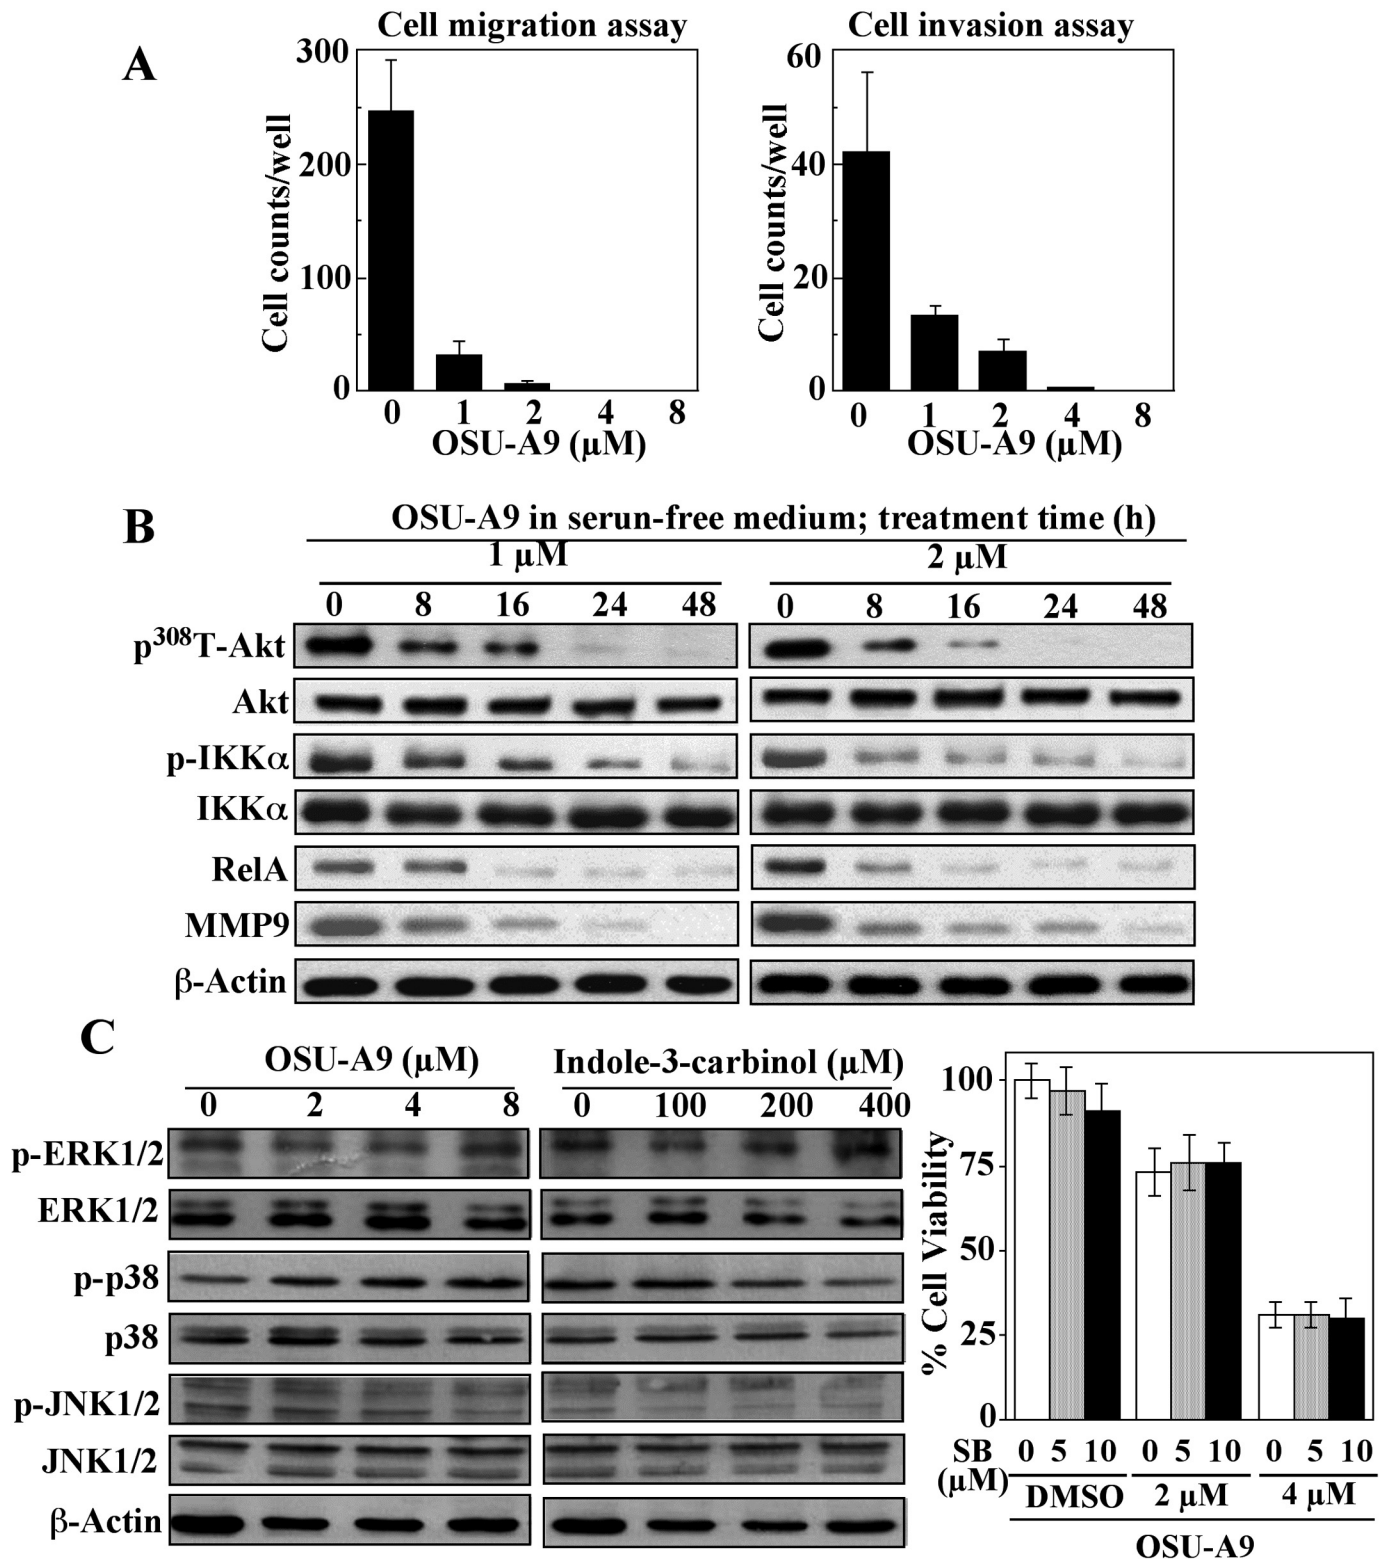 A
Cell migration assay
300
200
100
0
Cell counts/well
0 1 2 4 8
OSU-A9 (µM)
Cell invasion assay
60
40
20
0
Cell counts/well
0 1 2 4 8
OSU-A9 (µM)
B
OSU-A9 in serun-free medium; treatment time (h)
1 µM 2 µM
0 8 16 24 48 0 8 16 24 48
p³⁰⁸T-Akt
Akt
p-IKKα
IKKα
RelA
MMP9
β-Actin
C
OSU-A9 (µM) Indole-3-carbinol (µM)
0 2 4 8 0 100 200 400
p-ERK1/2
ERK1/2
p-p38
p38
p-JNK1/2
JNK1/2
β-Actin
100
75
50
25
0
% Cell Viability
SB 0 5 10 0 5 10 0 5 10
(µM) DMSO 2 µM 4 µM
OSU-A9